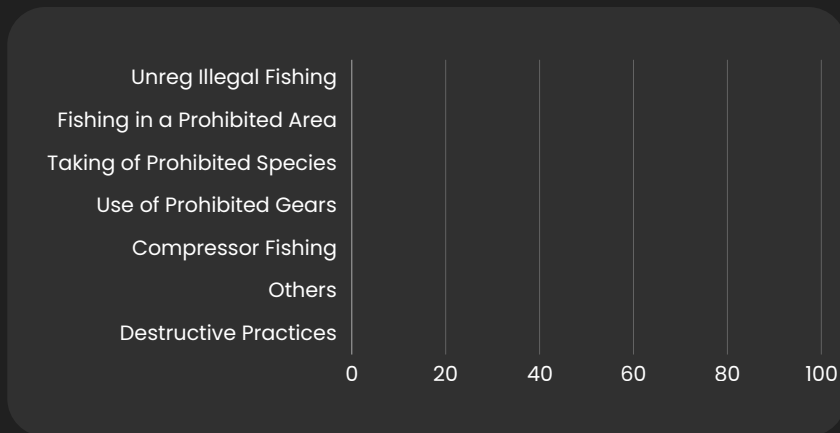 Unreg Illegal Fishing
Fishing in a Prohibited Area
Taking of Prohibited Species
Use of Prohibited Gears
Compressor Fishing
Others
Destructive Practices
0 20 40 60 80 100